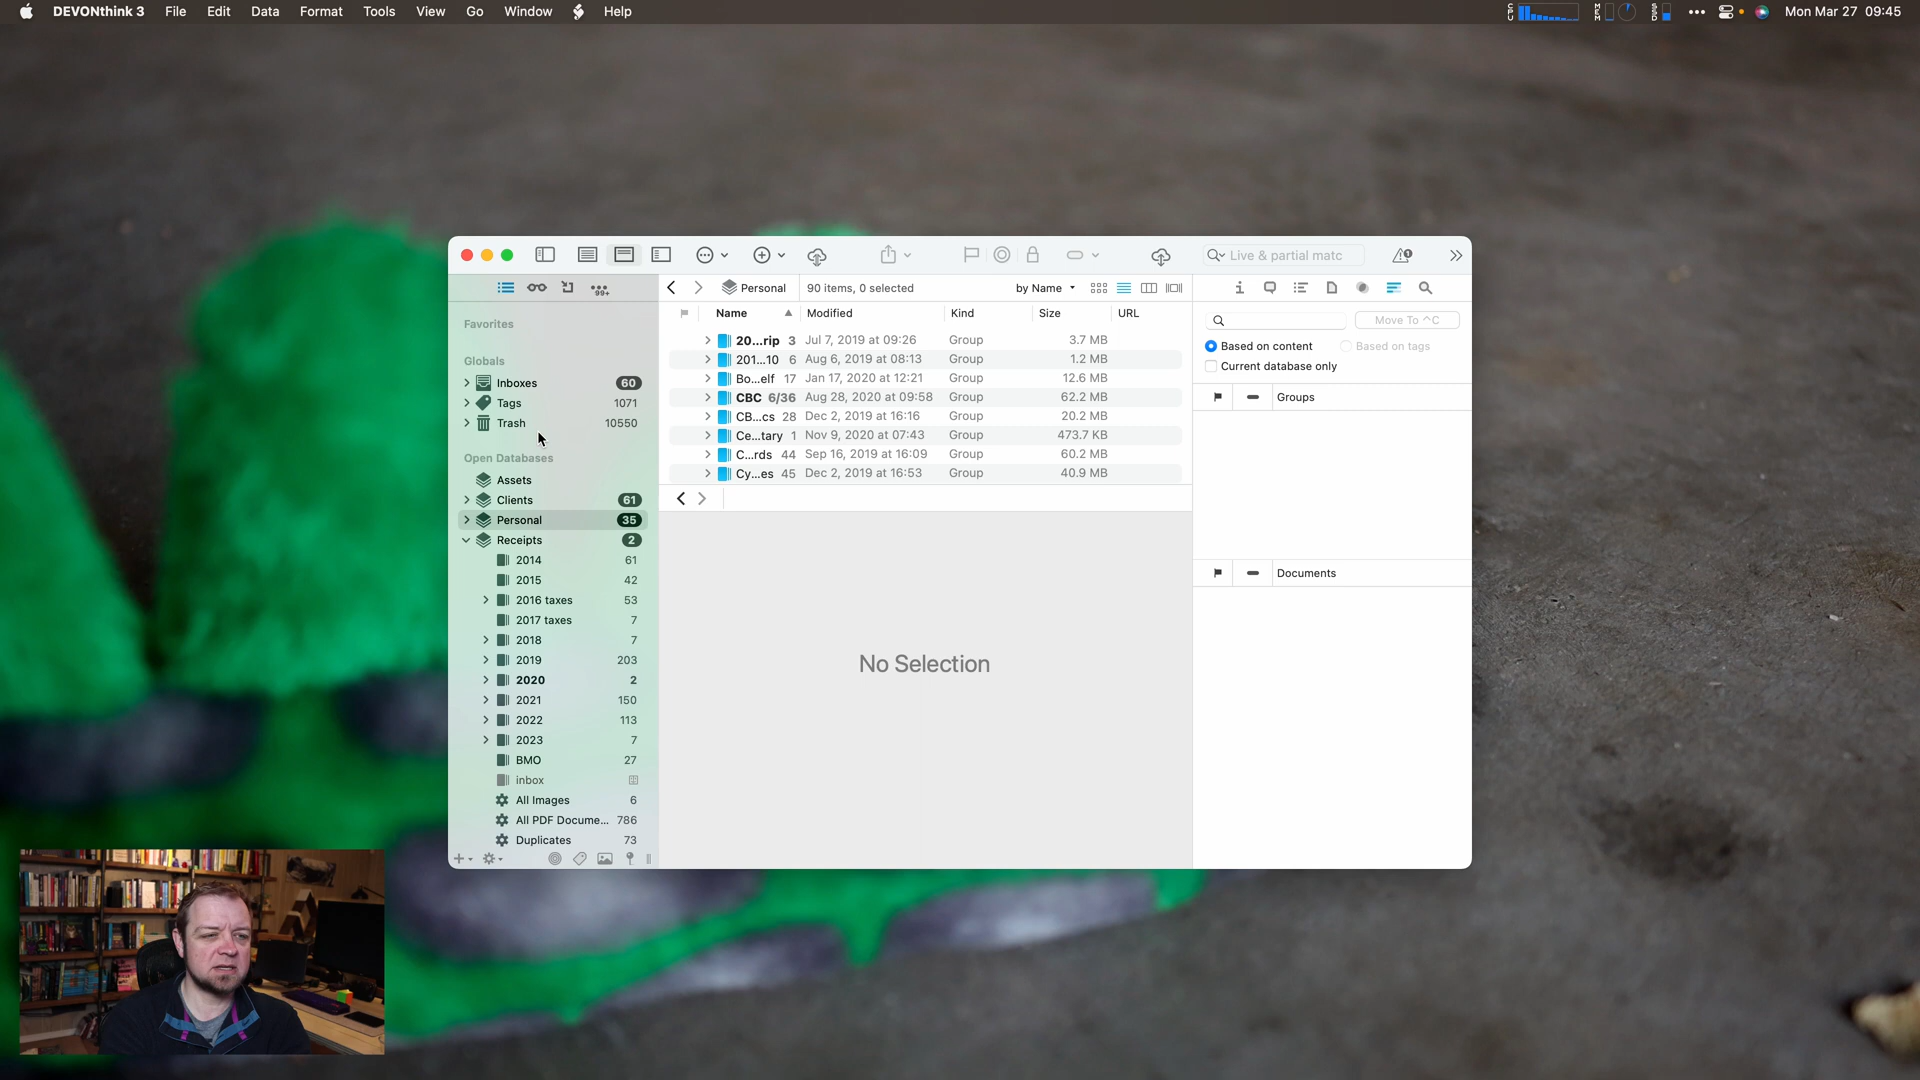 DEVONthink 3 File Edit Data Format Tools View Go Window Help CPU MEM SSD Mon Mar 27 09:45
Live & partial matc
99+
Personal 90 items, 0 selected by Name
Move To ^C
Favorites
Name Modified Kind Size URL
Based on content Based on tags
Current database only
Globals
Inboxes 60
Tags 1071
Trash 10550
20...rip 3 Jul 7, 2019 at 09:26 Group 3.7 MB
201...10 6 Aug 6, 2019 at 08:13 Group 1.2 MB
Bo...elf 17 Jan 17, 2020 at 12:21 Group 12.6 MB
CBC 6/36 Aug 28, 2020 at 09:58 Group 62.2 MB
CB...cs 28 Dec 2, 2019 at 16:16 Group 20.2 MB
Ce...tary 1 Nov 9, 2020 at 07:43 Group 473.7 KB
C...rds 44 Sep 16, 2019 at 16:09 Group 60.2 MB
Cy...es 45 Dec 2, 2019 at 16:53 Group 40.9 MB
Groups
Open Databases
Assets
Clients 61
Personal 35
Receipts 2
2014 61
2015 42
2016 taxes 53
2017 taxes 7
2018 7
2019 203
2020 2
2021 150
2022 113
2023 7
BMO 27
inbox
All Images 6
All PDF Docume... 786
Duplicates 73
No Selection
Documents